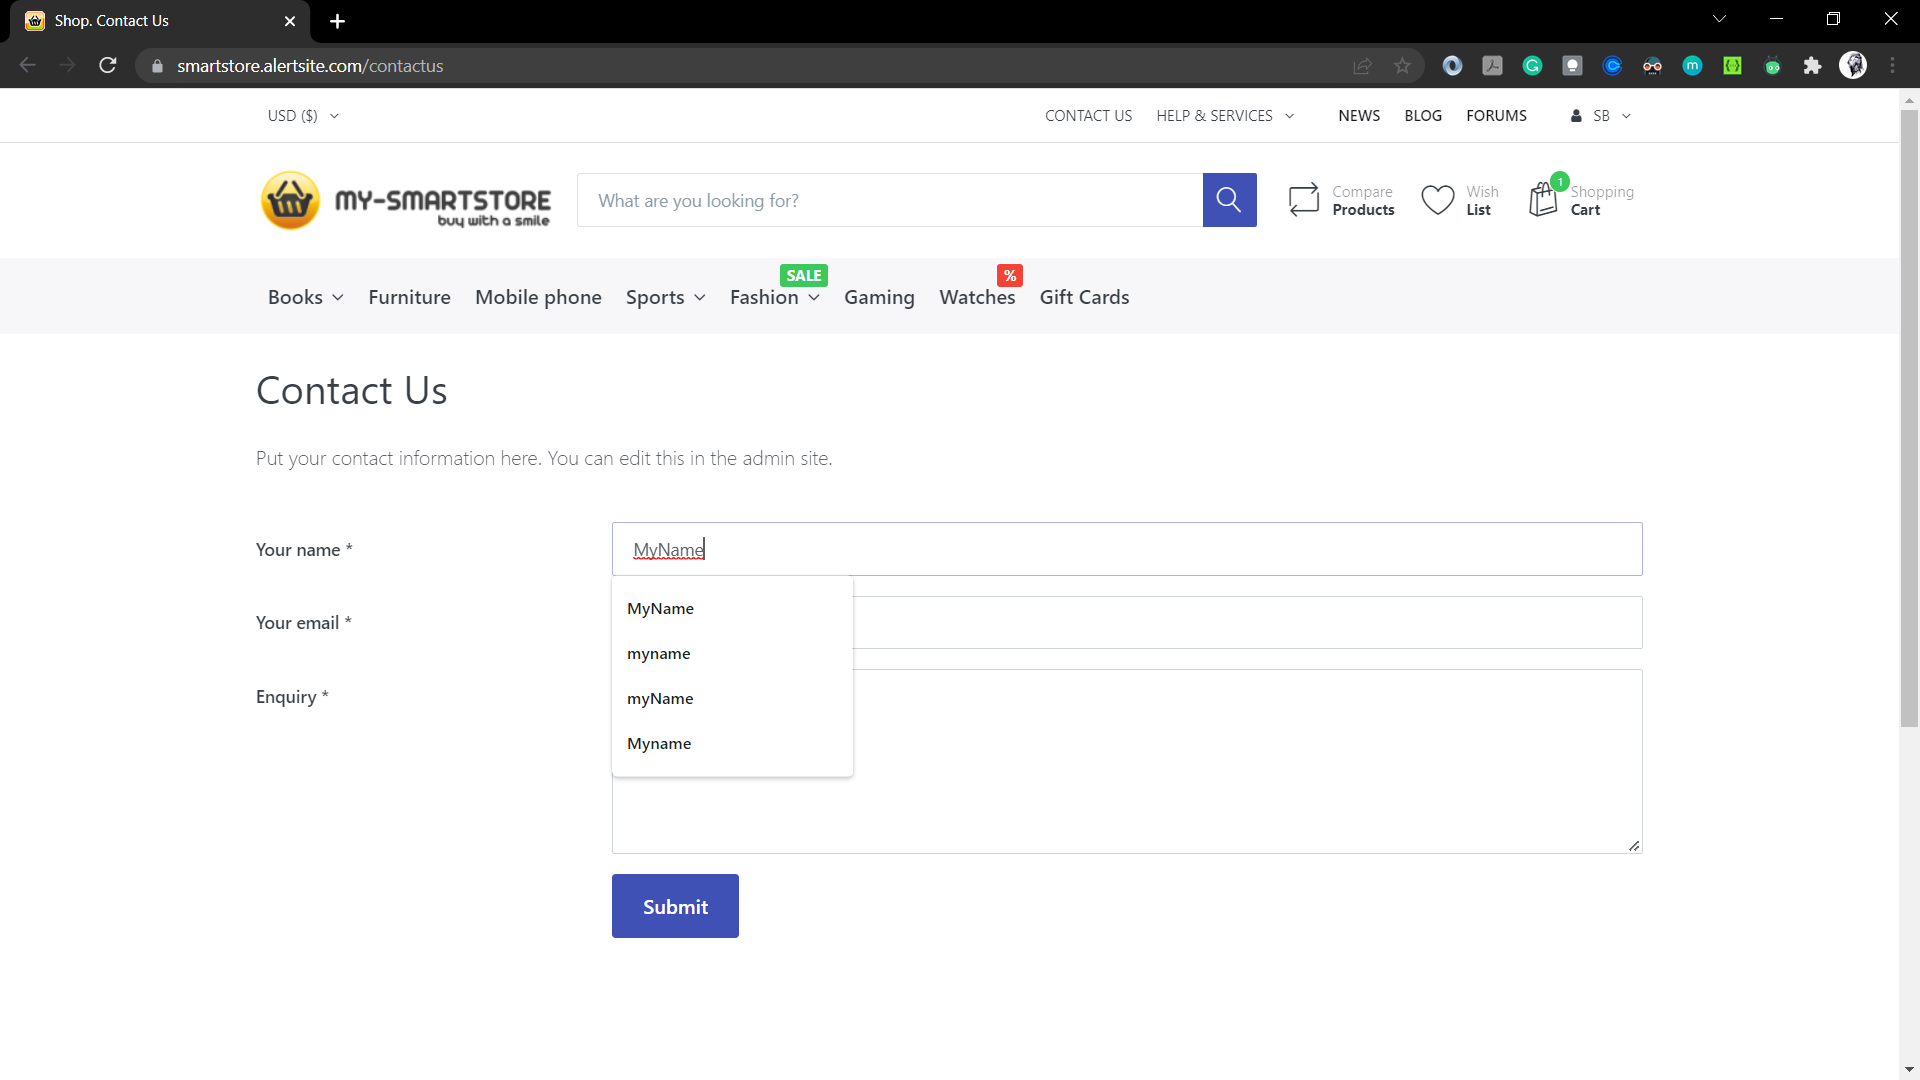 Shop. Contact Us
smartstore.alertsite.com/contactus
USD ($)
CONTACT US
HELP & SERVICES
NEWS
BLOG
FORUMS
SB
MY-SMARTSTORE
buy with a smile
What are you looking for?
Compare
Products
Wish
List
1
Shopping
Cart
SALE
%
Books
Furniture
Mobile phone
Sports
Fashion
Gaming
Watches
Gift Cards
Contact Us
Put your contact information here. You can edit this in the admin site.
Your name *
MyName
MyName
Your email *
myname
Enquiry *
myName
Myname
Submit